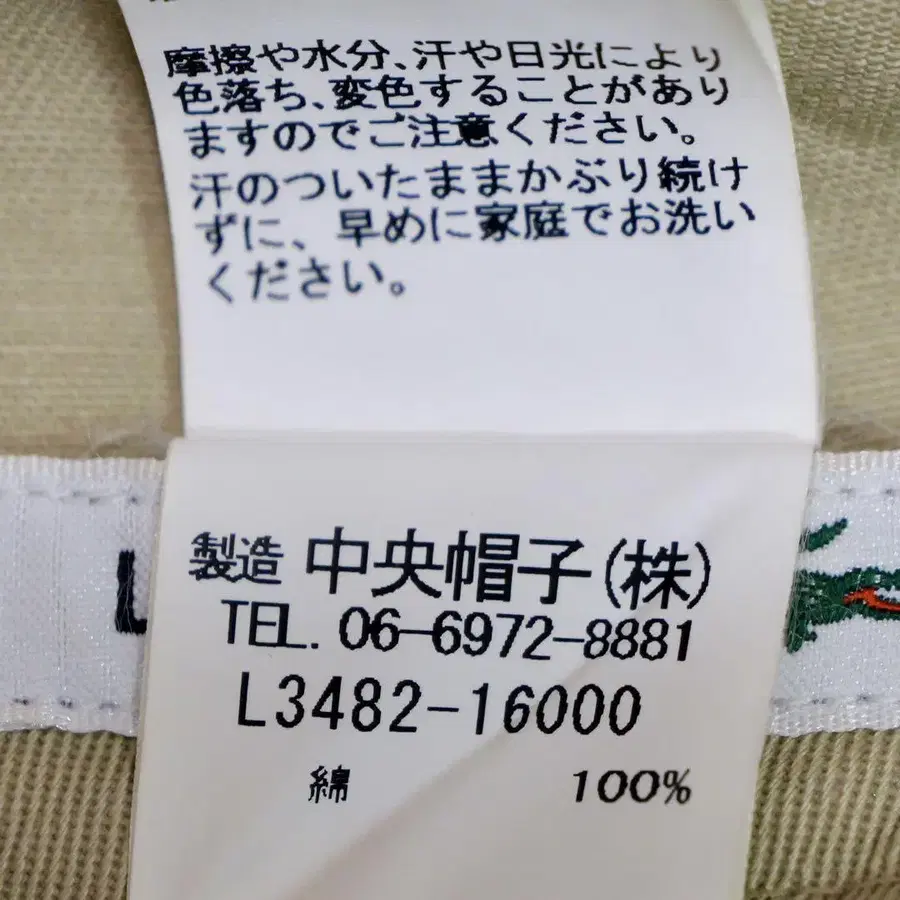 摩擦や水分、汗や日光により
色落ち、変色することがあり
ますのでご注意ください。
汗のついたままかぶり続け
ずに、早めに家庭でお洗い
ください。
製造 中央帽子(株)
TEL. 06-6972-8881
L3482-16000
綿 100%